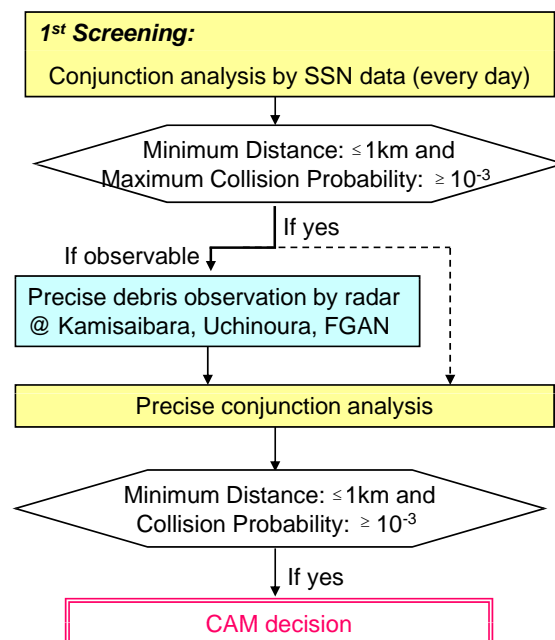 1st Screening:
Conjunction analysis by SSN data (every day)
Minimum Distance: ≤1km and
Maximum Collision Probability: ≥10-3
If yes
If observable
Precise debris observation by radar
@ Kamisaibara, Uchinoura, FGAN
Precise conjunction analysis
Minimum Distance: ≤1km and
Collision Probability: ≥10-3
If yes
CAM decision